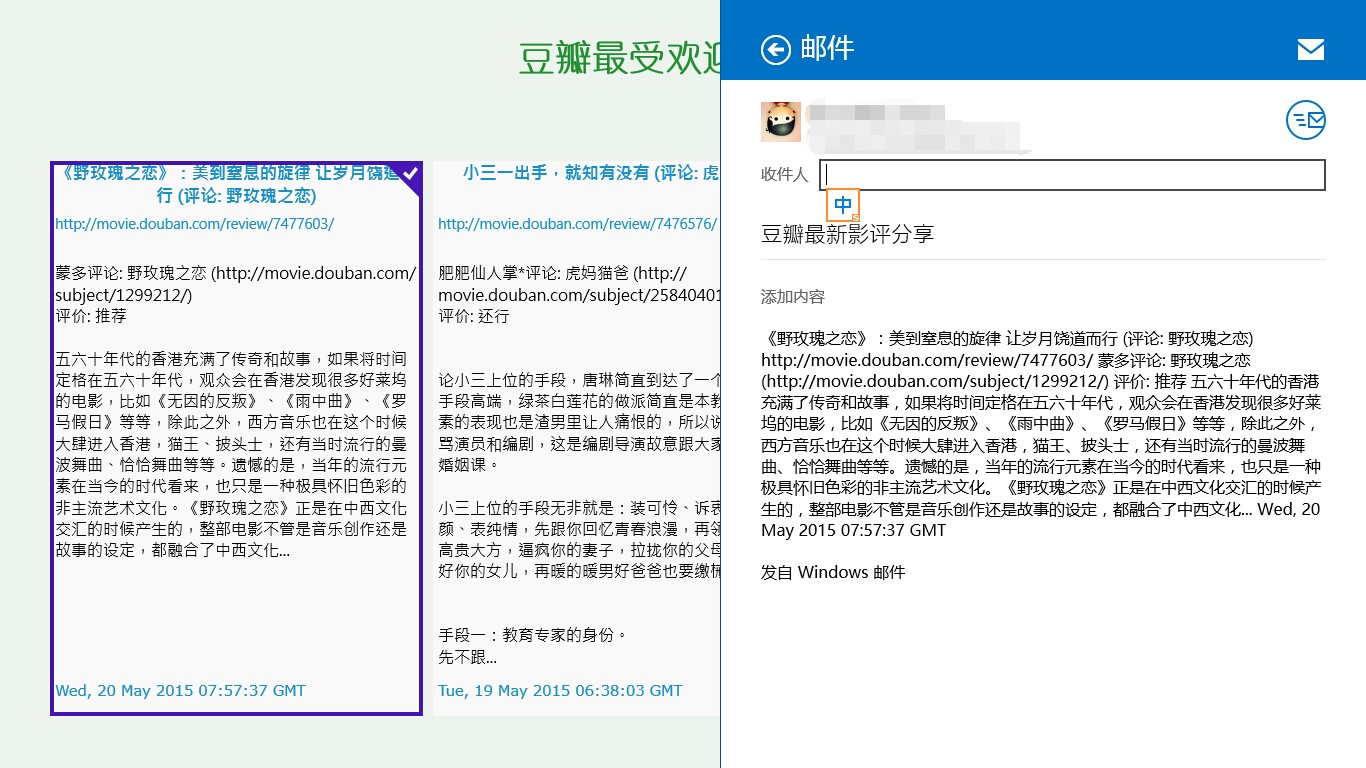 豆瓣最受欢迎
《野玫瑰之恋》：美到窒息的旋律 让岁月饶道
行 (评论: 野玫瑰之恋)
http://movie.douban.com/review/7477603/
蒙多评论: 野玫瑰之恋 (http://movie.douban.com/
subject/1299212/)
评价: 推荐
五六十年代的香港充满了传奇和故事，如果将时间
定格在五六十年代，观众会在香港发现很多好莱坞
的电影，比如《无因的反叛》、《雨中曲》、《罗
马假日》等等，除此之外，西方音乐也在这个时候
大肆进入香港，猫王、披头士，还有当时流行的曼
波舞曲、恰恰舞曲等等。遗憾的是，当年的流行元
素在当今的时代看来，也只是一种极具怀旧色彩的
非主流艺术文化。《野玫瑰之恋》正是在中西文化
交汇的时候产生的，整部电影不管是音乐创作还是
故事的设定，都融合了中西文化...
Wed, 20 May 2015 07:57:37 GMT
小三一出手，就知有没有 (评论: 虎
http://movie.douban.com/review/7476576/
肥肥仙人掌*评论: 虎妈猫爸 (http://
movie.douban.com/subject/25840401
评价: 还行
论小三上位的手段，唐琳简直到达了一个
手段高端，绿茶白莲花的做派简直是本教
素的表现也是渣男里让人痛恨的，所以说
骂演员和编剧，这是编剧导演故意跟大家
婚姻课。
小三上位的手段无非就是：装可怜、诉衷
颜、表纯情，先跟你回忆青春浪漫，再领
高贵大方，逼疯你的妻子，拉拢你的父母
好你的女儿，再暖的暖男好爸爸也要缴械
手段一：教育专家的身份。
先不跟...
Tue, 19 May 2015 06:38:03 GMT
邮件
收件人
中
豆瓣最新影评分享
添加内容
《野玫瑰之恋》：美到窒息的旋律 让岁月饶道而行 (评论: 野玫瑰之恋)
http://movie.douban.com/review/7477603/ 蒙多评论: 野玫瑰之恋
(http://movie.douban.com/subject/1299212/) 评价: 推荐 五六十年代的香港
充满了传奇和故事，如果将时间定格在五六十年代，观众会在香港发现很多好莱
坞的电影，比如《无因的反叛》、《雨中曲》、《罗马假日》等等，除此之外，
西方音乐也在这个时候大肆进入香港，猫王、披头士，还有当时流行的曼波舞
曲、恰恰舞曲等等。遗憾的是，当年的流行元素在当今的时代看来，也只是一种
极具怀旧色彩的非主流艺术文化。《野玫瑰之恋》正是在中西文化交汇的时候产
生的，整部电影不管是音乐创作还是故事的设定，都融合了中西文化... Wed, 20
May 2015 07:57:37 GMT
发自 Windows 邮件